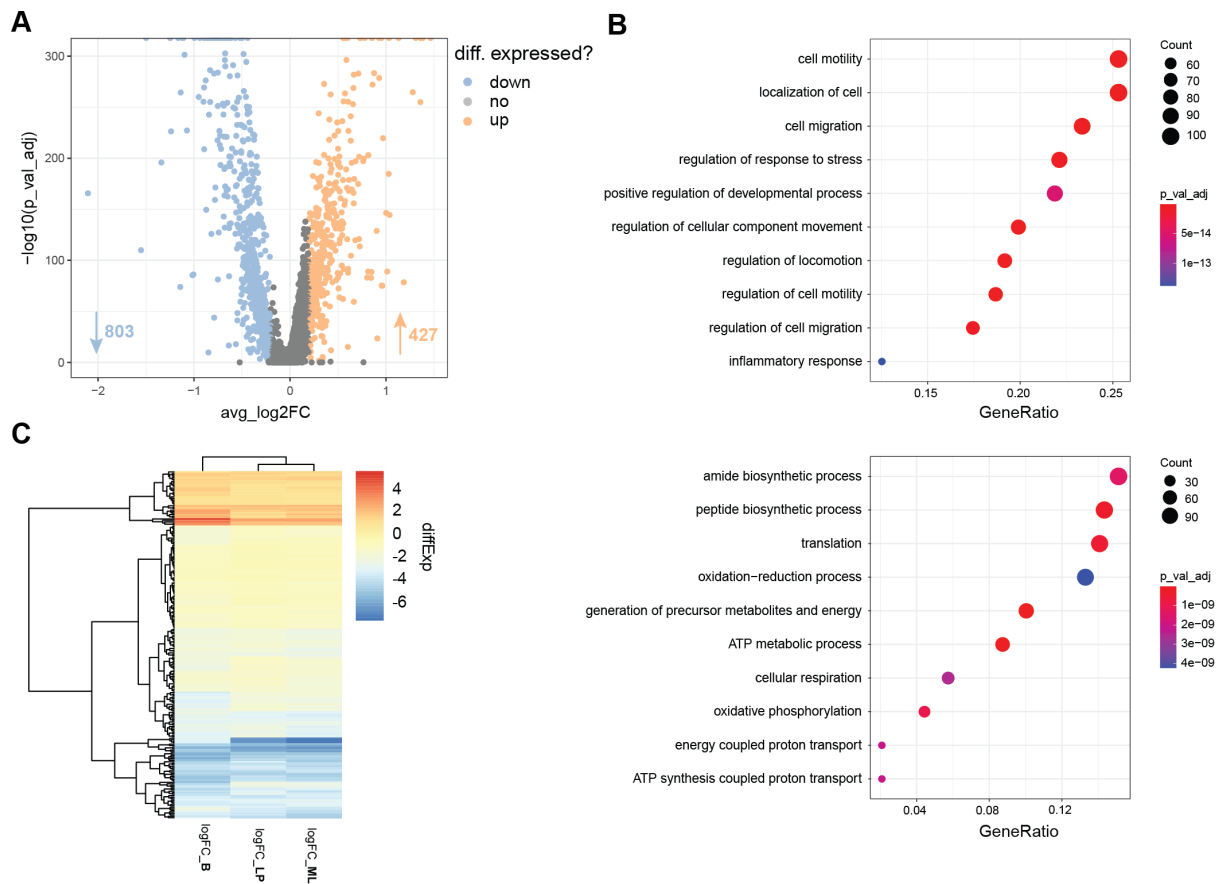 A
300
200
100
0
−log10(p_val_adj)
803
427
−2
−1
0
1
avg_log2FC
diff. expressed?
down
no
up
B
cell motility
localization of cell
cell migration
regulation of response to stress
positive regulation of developmental process
regulation of cellular component movement
regulation of locomotion
regulation of cell motility
regulation of cell migration
inflammatory response
0.15
0.20
0.25
GeneRatio
Count
60
70
80
90
100
p_val_adj
5e−14
1e−13
C
4
2
0
-2
-4
-6
diffExp
logFC_B
logFC_LP
logFC_ML
amide biosynthetic process
peptide biosynthetic process
translation
oxidation−reduction process
generation of precursor metabolites and energy
ATP metabolic process
cellular respiration
oxidative phosphorylation
energy coupled proton transport
ATP synthesis coupled proton transport
0.04
0.08
0.12
GeneRatio
Count
30
60
90
p_val_adj
1e−09
2e−09
3e−09
4e−09